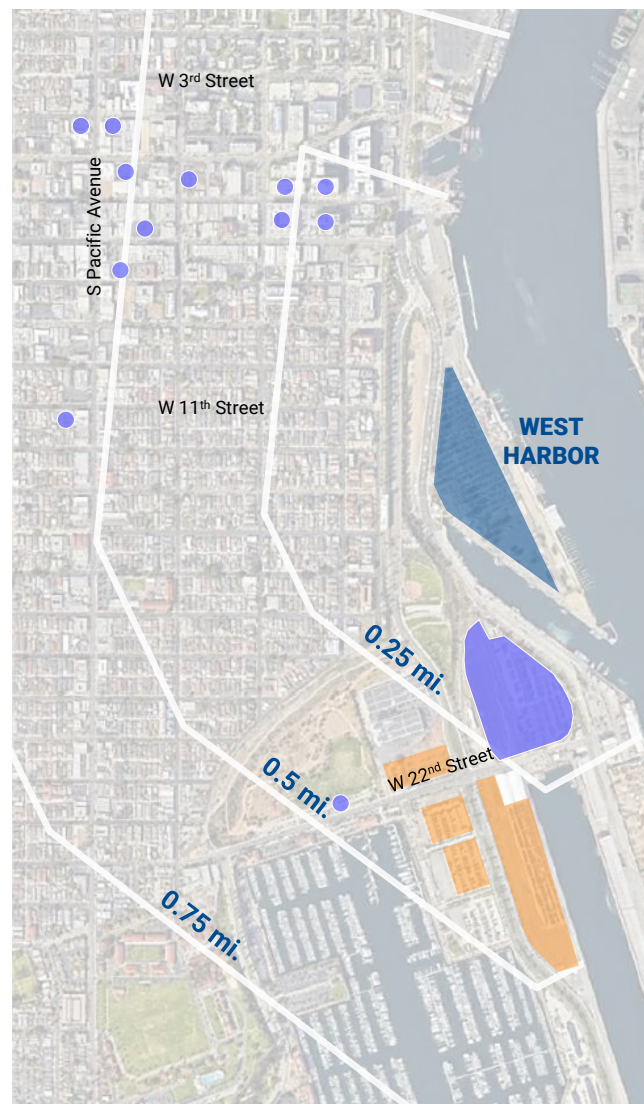 W 3rd Street
S Pacific Avenue
W 11th Street
WEST
HARBOR
0.25 mi.
W 22nd Street
0.5 mi.
0.75 mi.